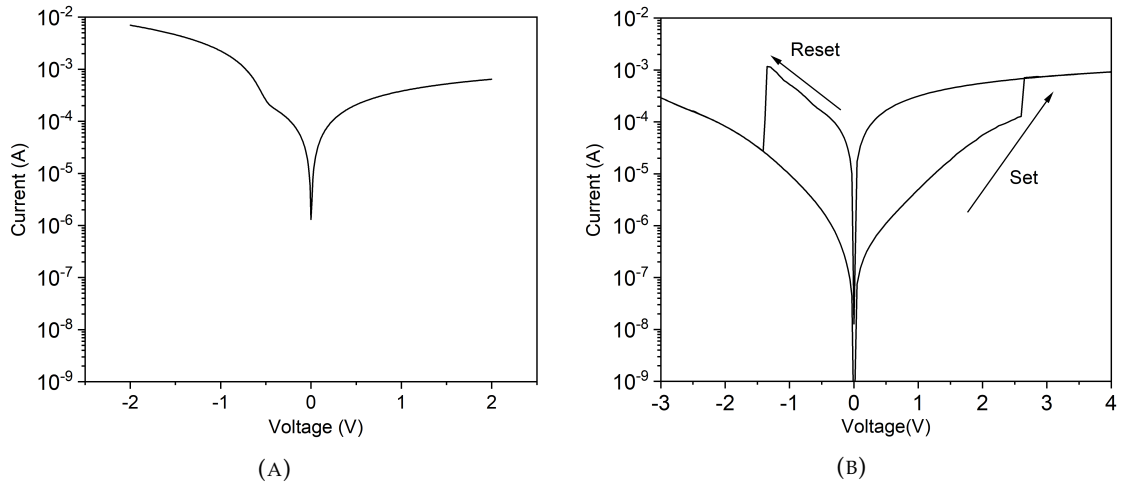 10-2
10-3
10-4
10-5
10-6
10-7
10-8
10-9
Current (A)
-2 -1 0 1 2
Voltage (V)
(A)
10-2
10-3
10-4
10-5
10-6
10-7
10-8
10-9
Current (A)
Reset
Set
-3 -2 -1 0 1 2 3 4
Voltage(V)
(B)